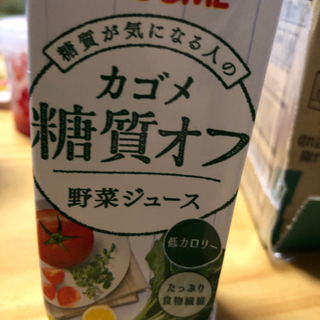 糖質が気になる人の
カゴメ
糖質オフ
野菜ジュース
低カロリー
たっぷり
食物繊維